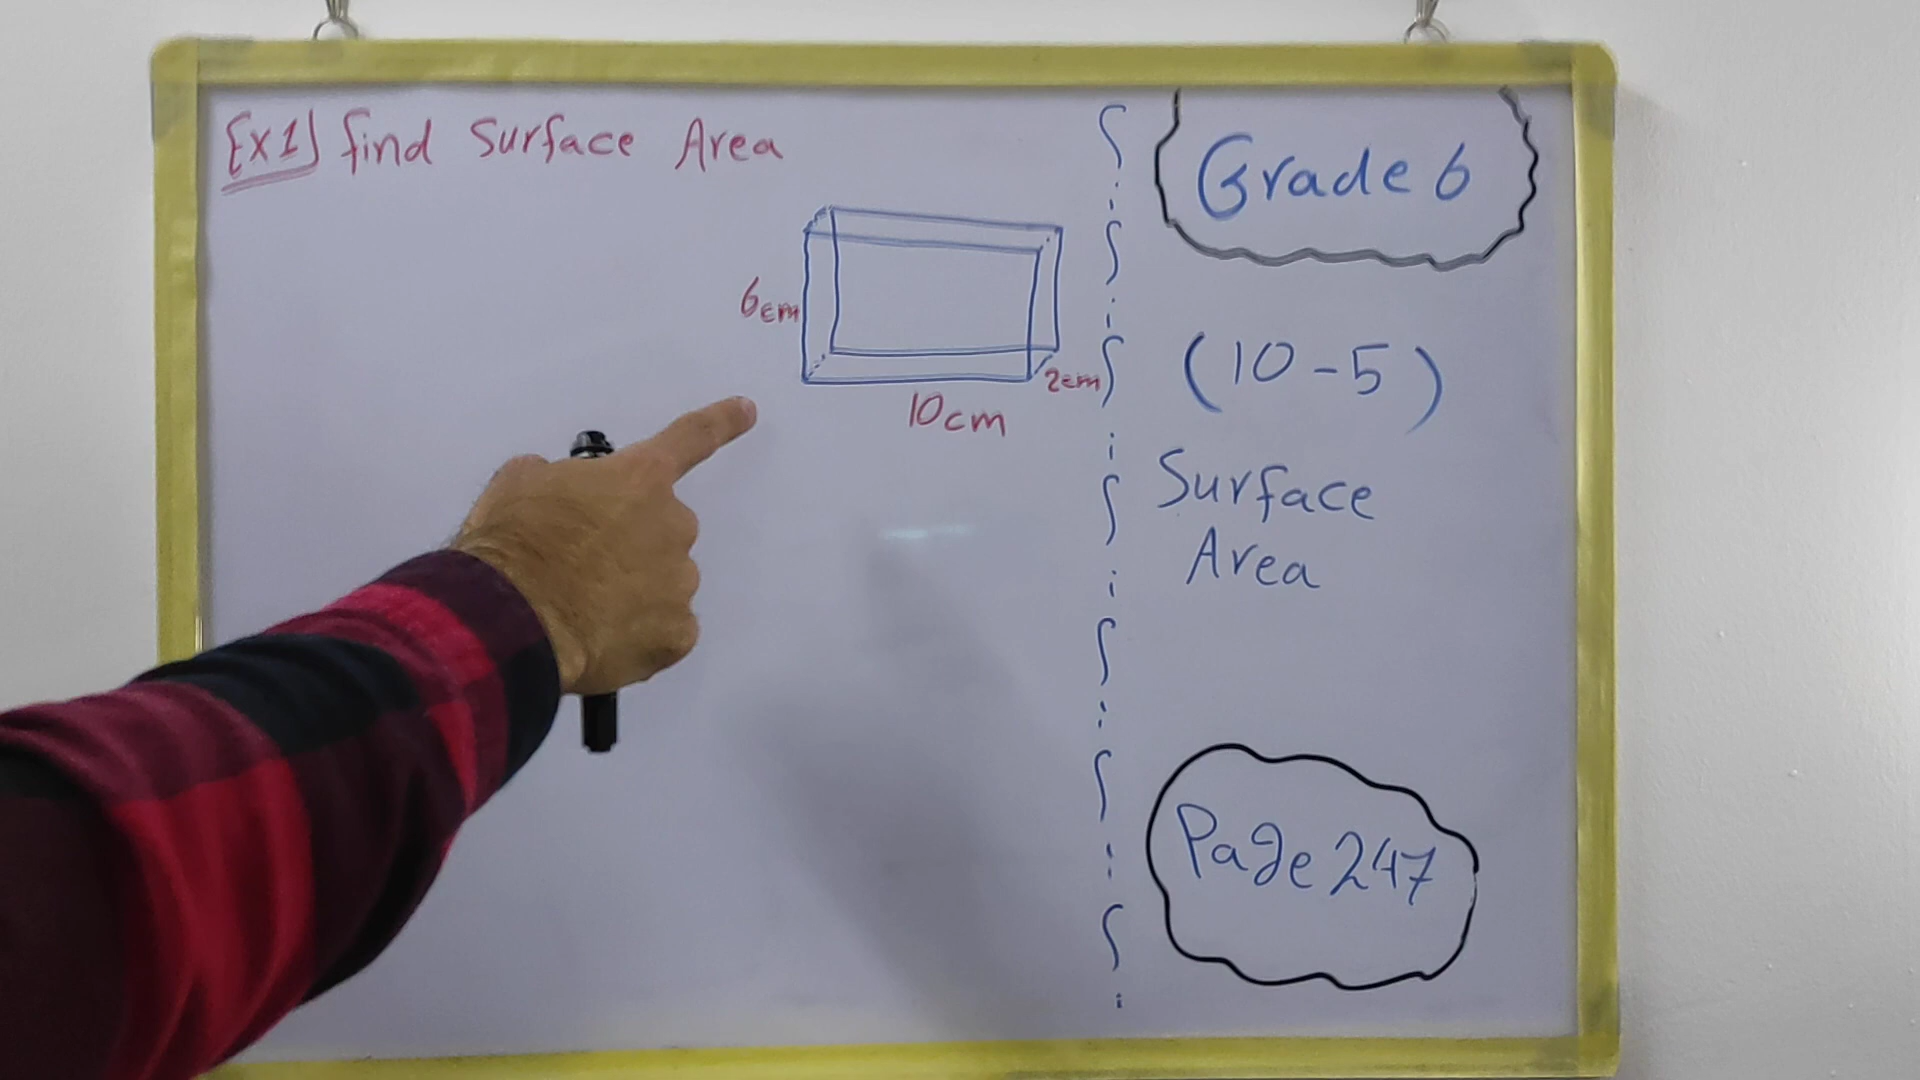 Ex1] find Surface Area
6cm
2cm
10cm
Grade 6
(10-5)
Surface
Area
Page 247